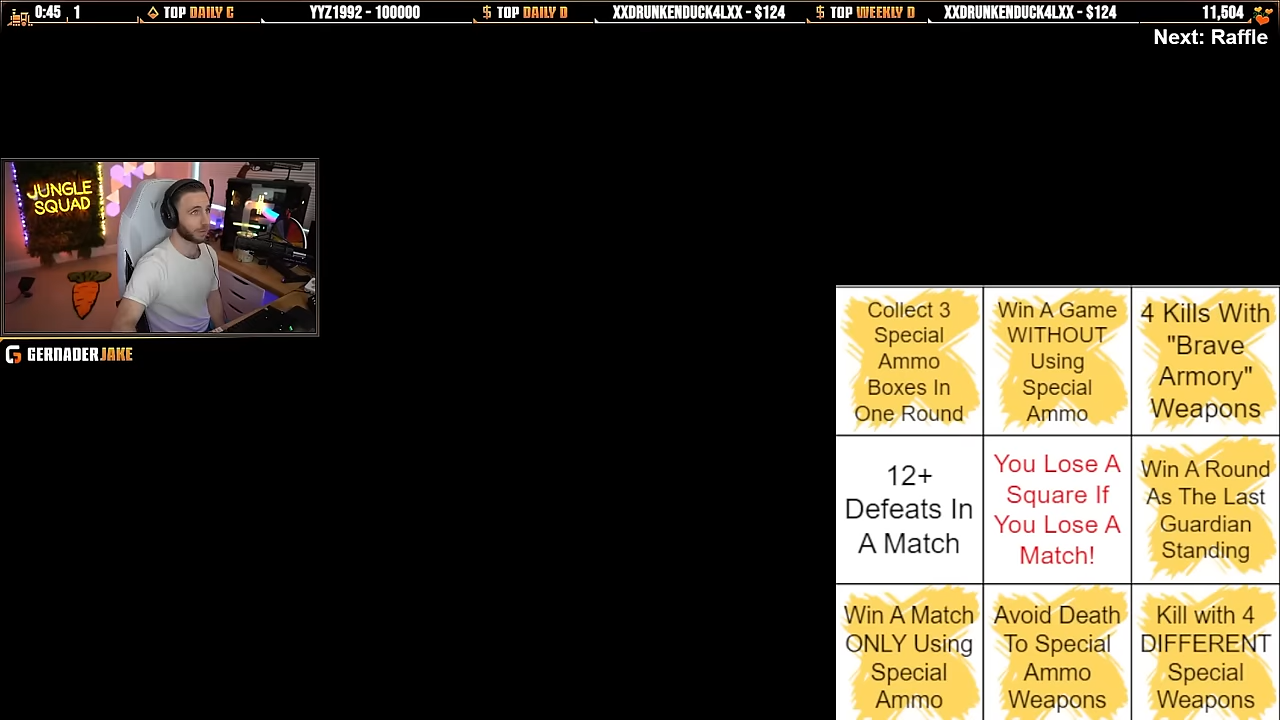 0:45 1 TOP DAILY C YYZ1992 - 100000 $ TOP DAILY D XXDRUNKENDUCK4LXX - $124 $ TOP WEEKLY D XXDRUNKENDUCK4LXX - $124 11,504
Next: Raffle
JUNGLE
SQUAD
GERNADERJAKE
Collect 3
Special
Ammo
Boxes In
One Round
Win A Game
WITHOUT
Using
Special
Ammo
4 Kills With
"Brave
Armory"
Weapons
12+
Defeats In
A Match
You Lose A
Square If
You Lose A
Match!
Win A Round
As The Last
Guardian
Standing
Win A Match
ONLY Using
Special
Ammo
Avoid Death
To Special
Ammo
Weapons
Kill with 4
DIFFERENT
Special
Weapons